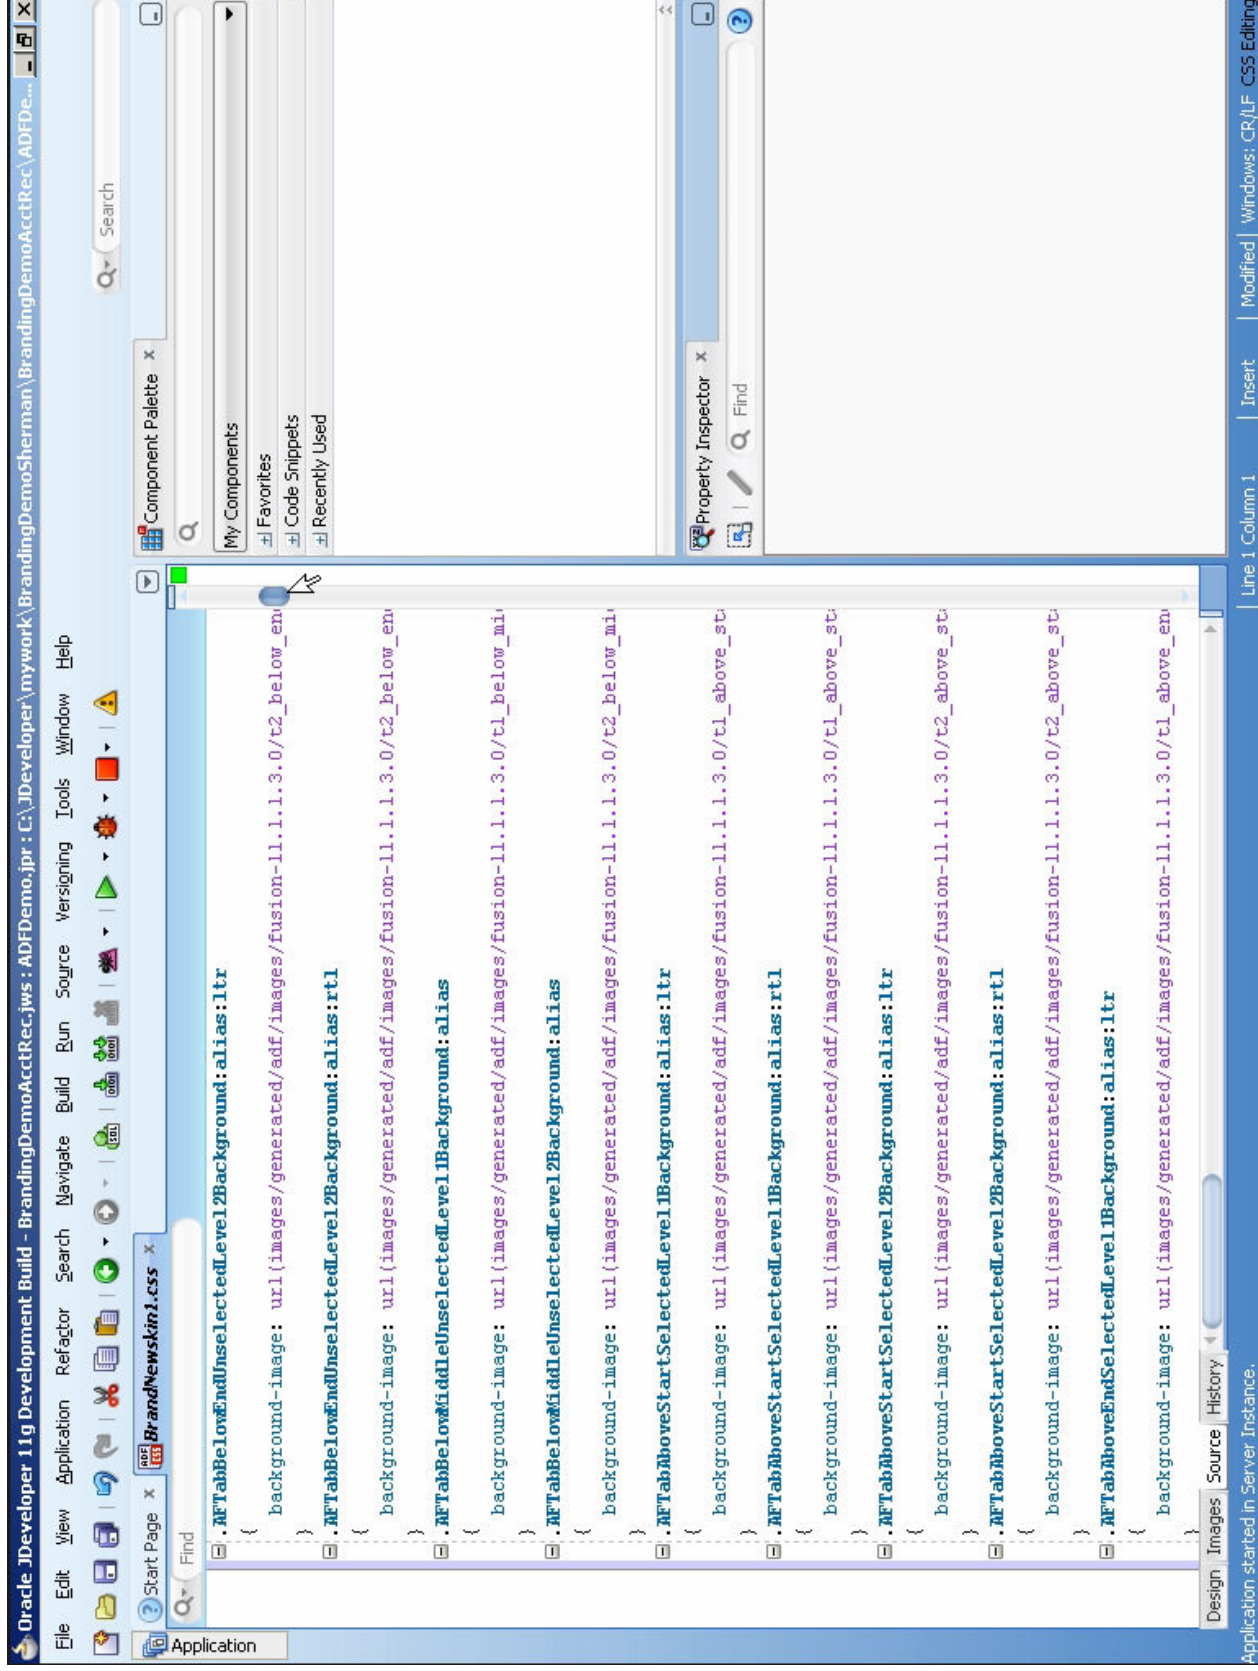 Oracle JDeveloper 11g Development Build - BrandingDemoAcctRec.jws : ADFDemo.jpr : C:\JDeveloper\mywork\BrandingDemoSherman\BrandingDemoAcctRec\ADFDe...
File Edit View Application Refactor Search Navigate Build Run Source Versioning Tools Window Help
Search
Application
Start Page
BrandNewskin1.css
Find
.AFTabBelowEndUnselectedLevel2Background:alias:ltr
{
background-image: url(images/generated/adf/images/fusion-11.1.1.3.0/t2_below_en
}
.AFTabBelowEndUnselectedLevel2Background:alias:rtl
{
background-image: url(images/generated/adf/images/fusion-11.1.1.3.0/t2_below_en
}
.AFTabBelowMiddleUnselectedLevel1Background:alias
{
background-image: url(images/generated/adf/images/fusion-11.1.1.3.0/t1_below_mi
}
.AFTabBelowMiddleUnselectedLevel2Background:alias
{
background-image: url(images/generated/adf/images/fusion-11.1.1.3.0/t2_below_mi
}
.AFTabAboveStartSelectedLevel1Background:alias:ltr
{
background-image: url(images/generated/adf/images/fusion-11.1.1.3.0/t1_above_st
}
.AFTabAboveStartSelectedLevel1Background:alias:rtl
{
background-image: url(images/generated/adf/images/fusion-11.1.1.3.0/t1_above_st
}
.AFTabAboveStartSelectedLevel2Background:alias:ltr
{
background-image: url(images/generated/adf/images/fusion-11.1.1.3.0/t2_above_st
}
.AFTabAboveStartSelectedLevel2Background:alias:rtl
{
background-image: url(images/generated/adf/images/fusion-11.1.1.3.0/t2_above_st
}
.AFTabAboveEndSelectedLevel1Background:alias:ltr
{
background-image: url(images/generated/adf/images/fusion-11.1.1.3.0/t1_above_en
}
Design Images Source History
Component Palette
My Components
Favorites
Code Snippets
Recently Used
Property Inspector
Find
Application started in Server Instance.
Line 1 Column 1 Insert Modified Windows: CR/LF CSS Editing